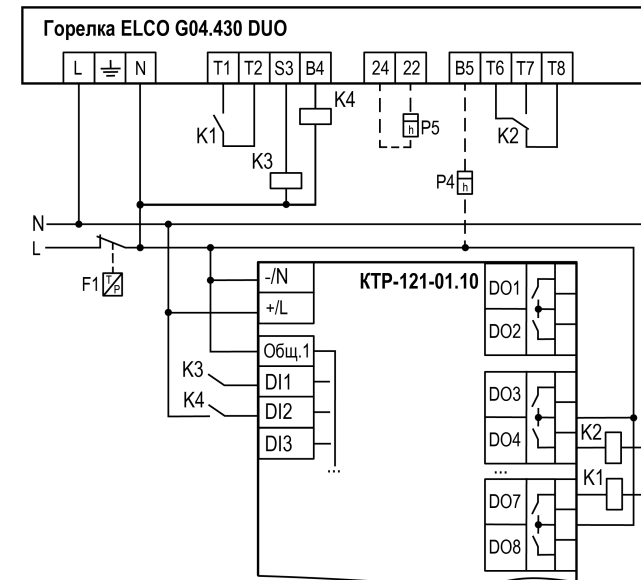 Горелка ELCO G04.430 DUO
L N T1 T2 S3 B4 24 22 B5 T6 T7 T8
K4
K1 h P5 K2
K3
P4 h
N
L
F1 T P
-/N КТР-121-01.10 DO1
+/L
DO2
Общ.1
K3 DI1
DO3
K4 DI2
DI3 DO4 K2
... ...
K1
DO7
DO8